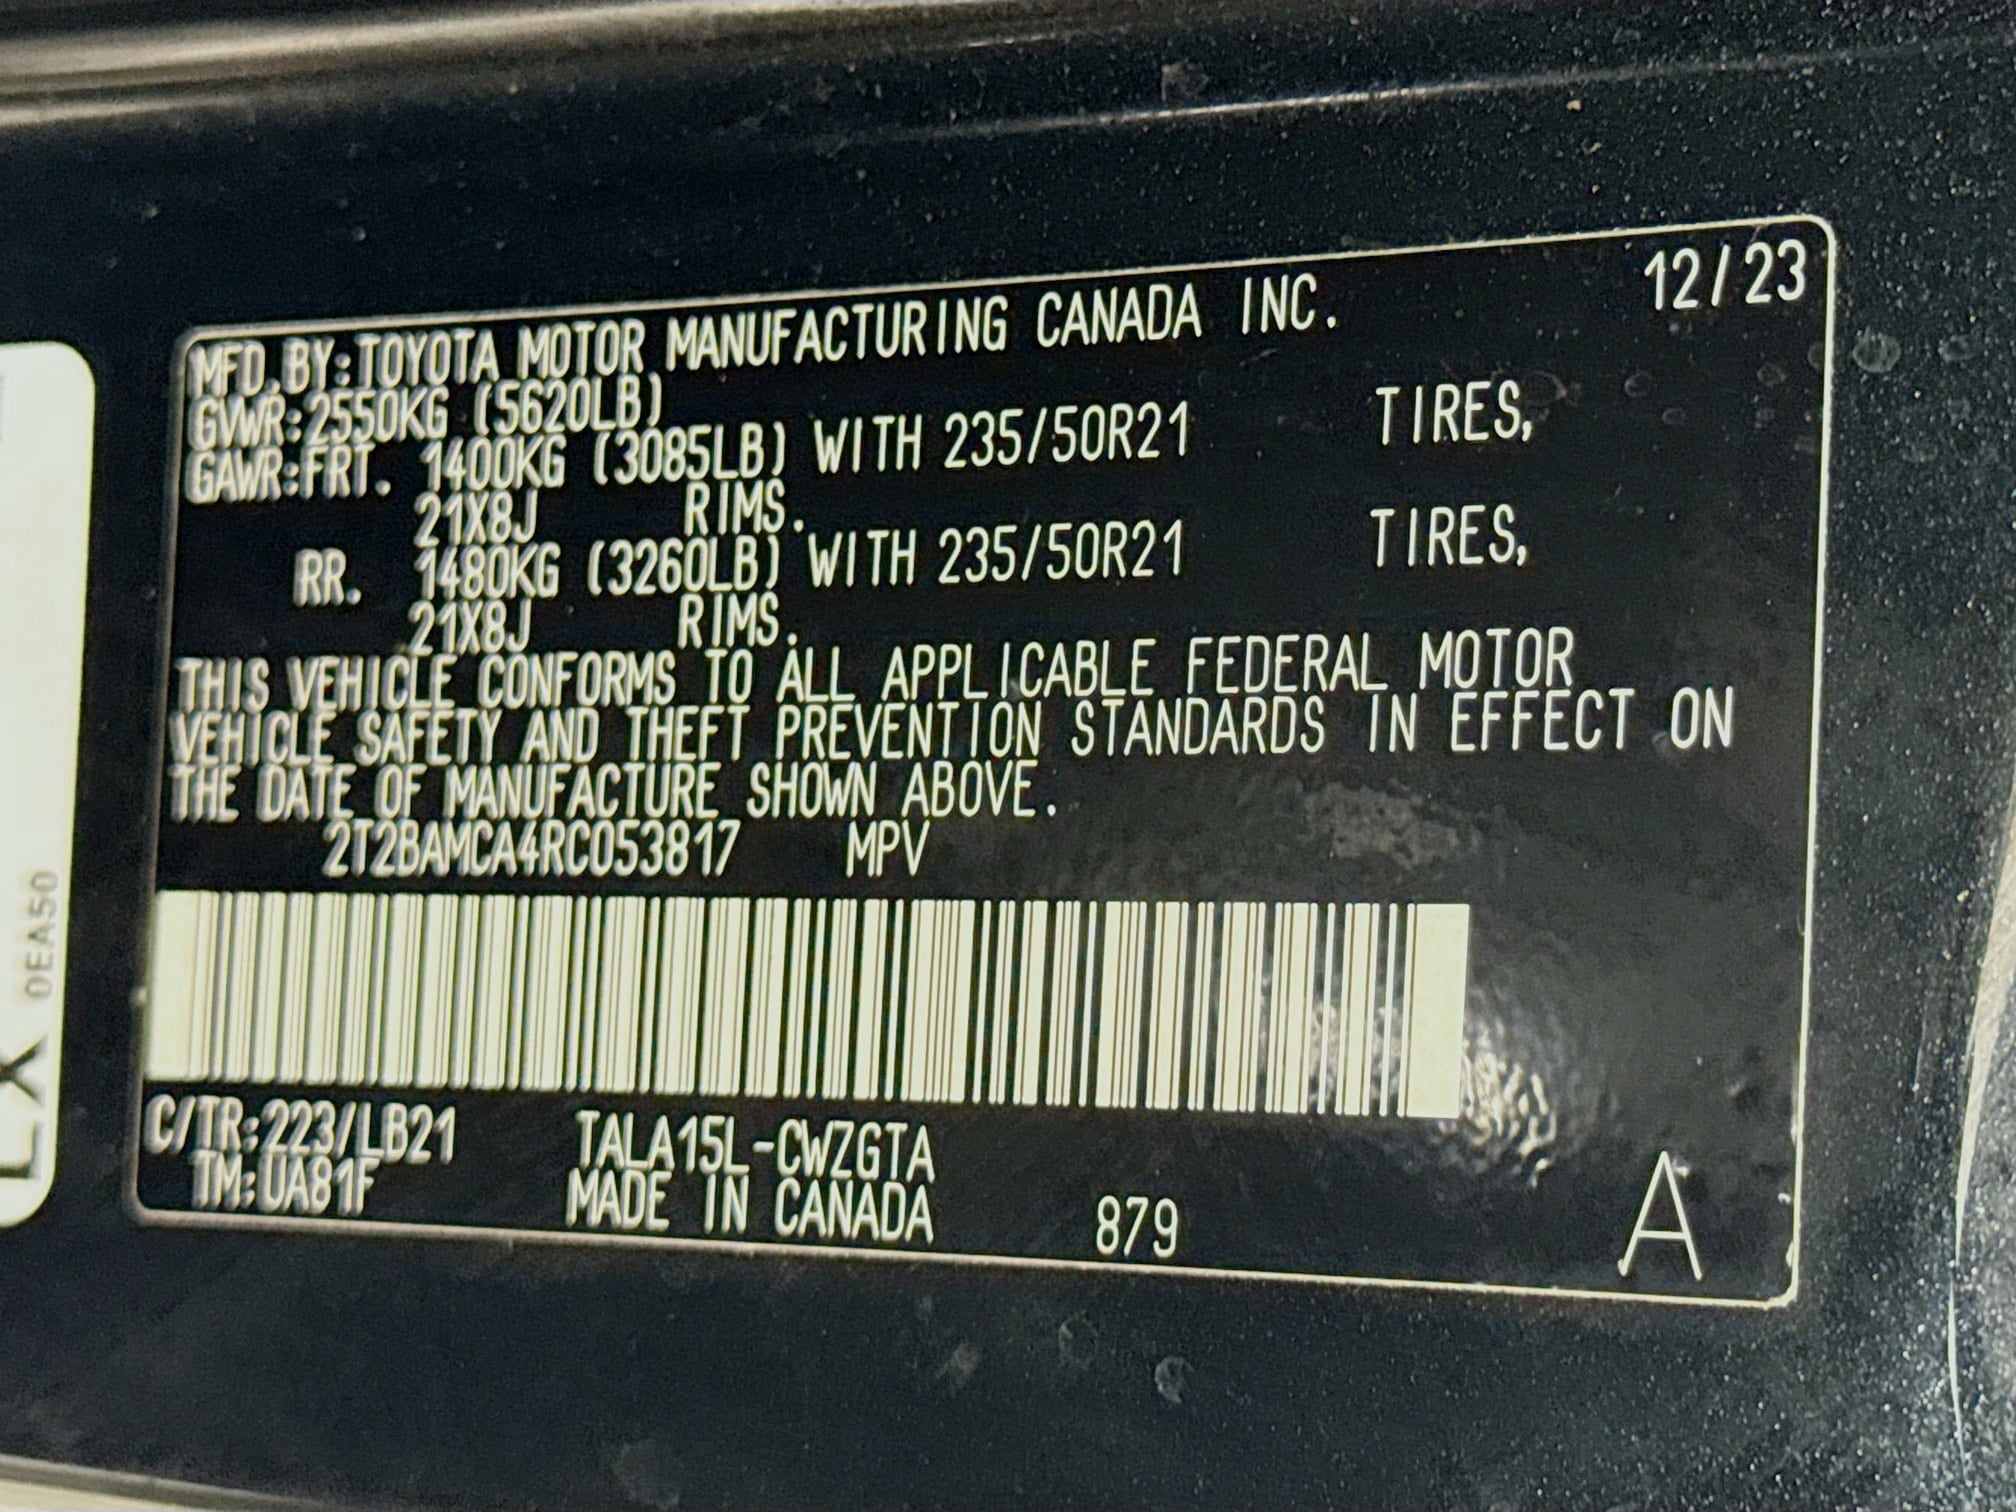 MFD.BY:TOYOTA MOTOR MANUFACTURING CANADA INC. 12/23
GVWR:2550KG (5620LB)
GAWR:FRT. 1400KG (3085LB) WITH 235/50R21 TIRES,
21X8J RIMS.
RR. 1480KG (3260LB) WITH 235/50R21 TIRES,
21X8J RIMS.
THIS VEHICLE CONFORMS TO ALL APPLICABLE FEDERAL MOTOR
VEHICLE SAFETY AND THEFT PREVENTION STANDARDS IN EFFECT ON
THE DATE OF MANUFACTURE SHOWN ABOVE.
2T2BAMCA4RC053817 MPV
C/TR:223/LB21 TALA15L-CWZGTA
TM:UA81F MADE IN CANADA 879 A
0EA50